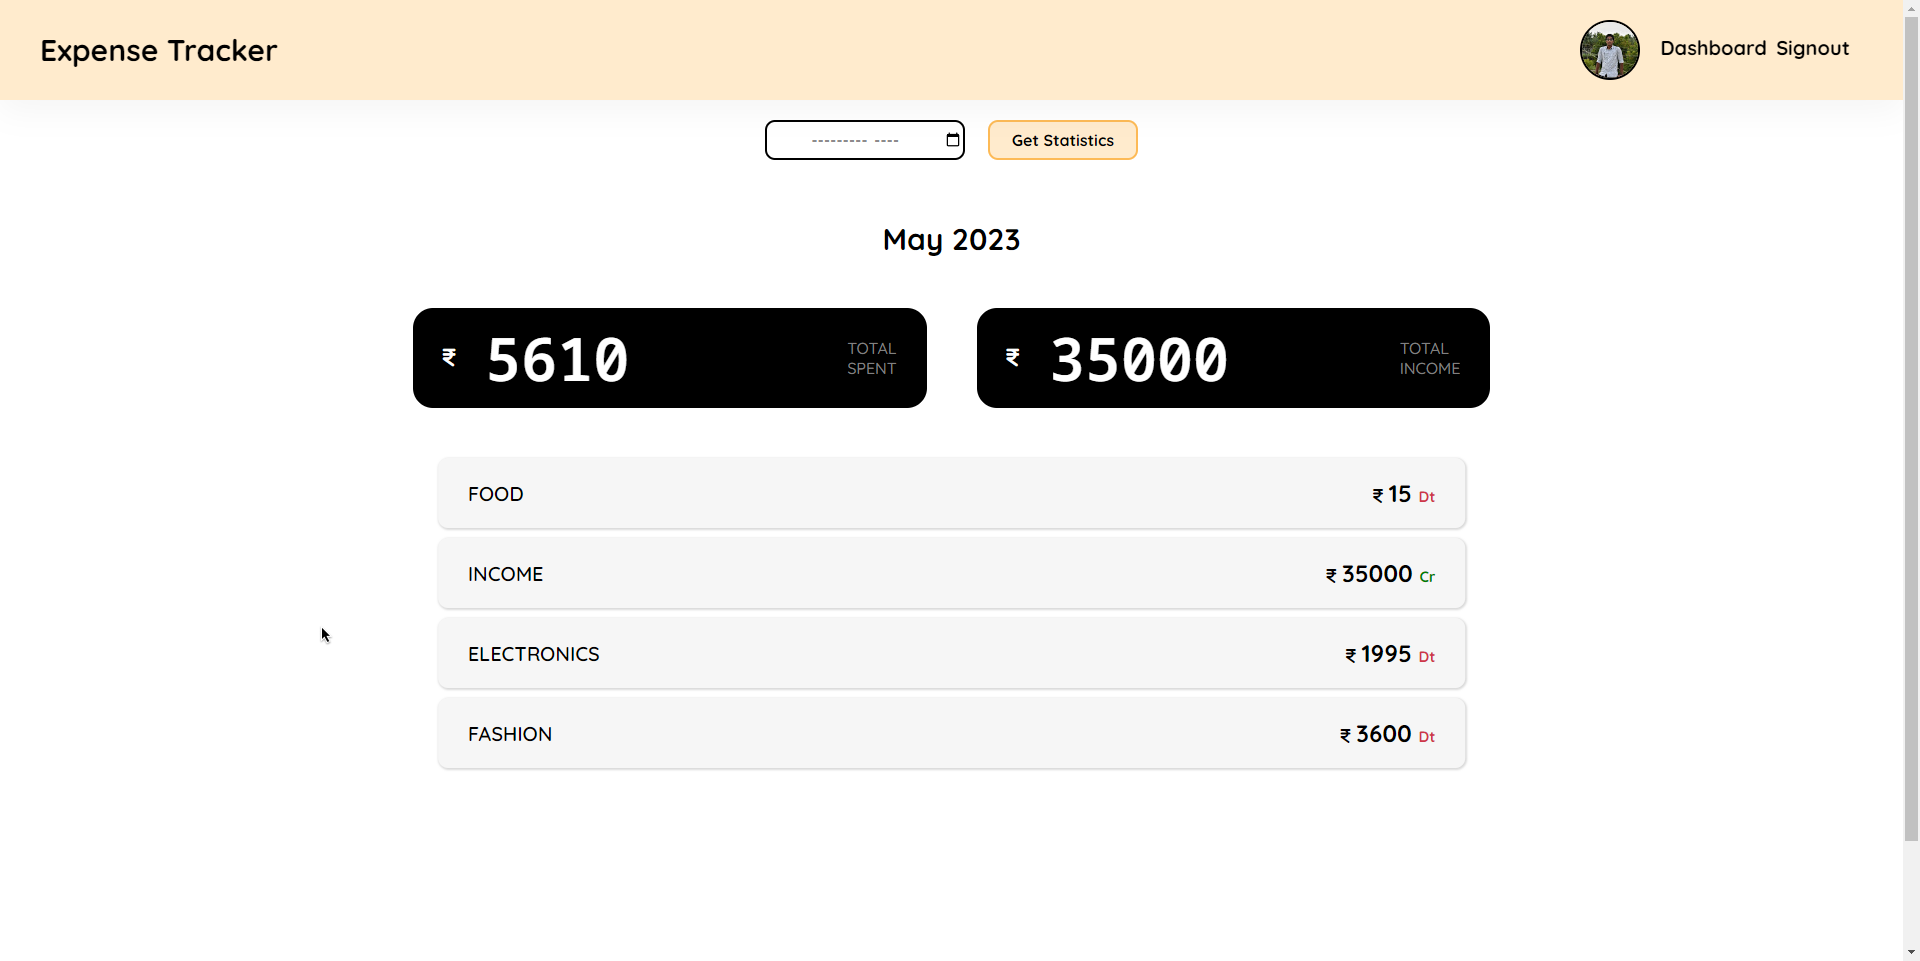 Expense Tracker
Dashboard Signout
--------- ----
Get Statistics
May 2023
₹ 5610 TOTAL SPENT
₹ 35000 TOTAL INCOME
FOOD ₹ 15 Dt
INCOME ₹ 35000 Cr
ELECTRONICS ₹ 1995 Dt
FASHION ₹ 3600 Dt